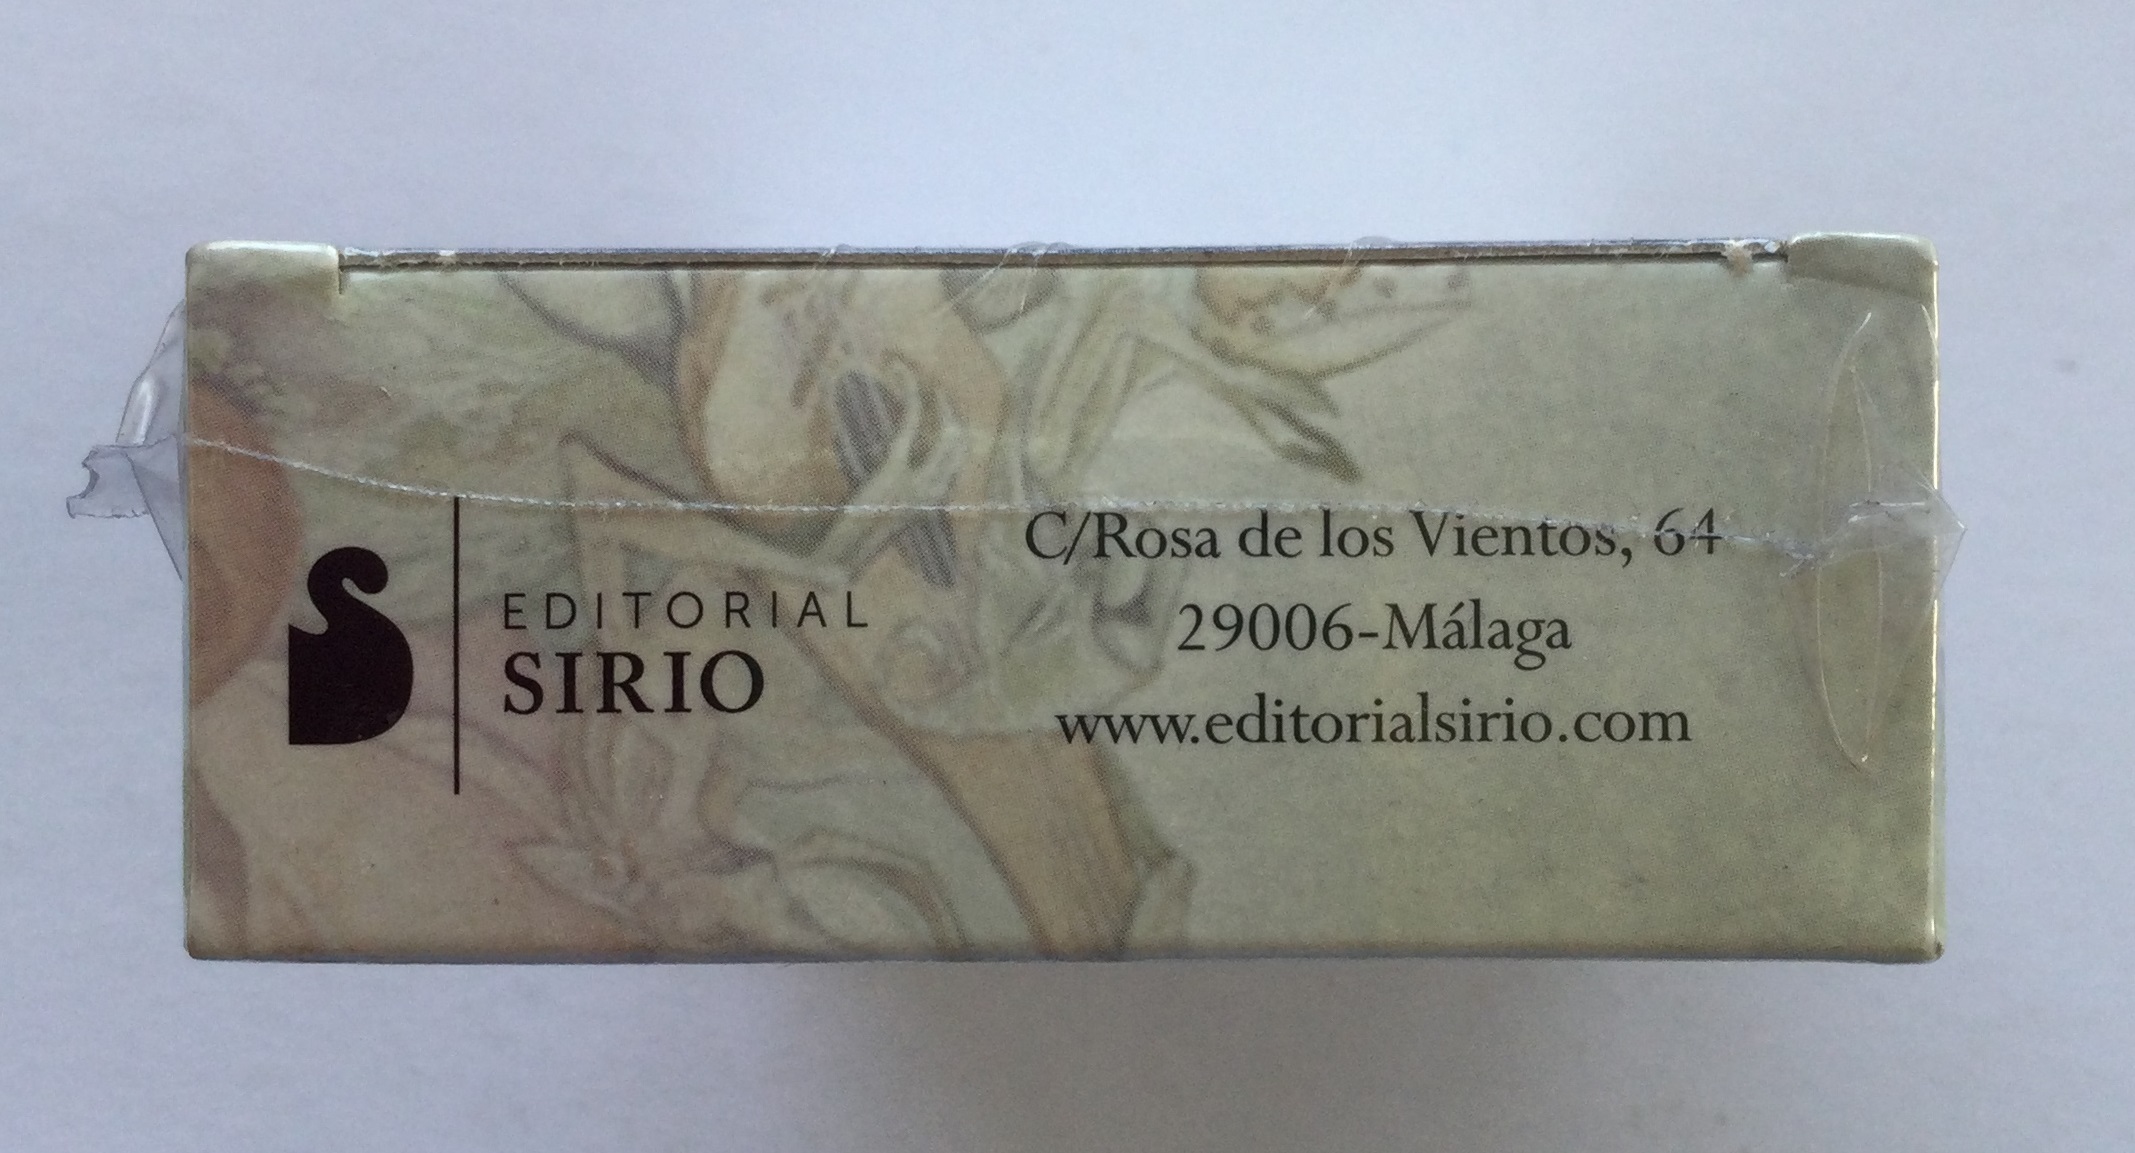 EDITORIAL
SIRIO
C/Rosa de los Vientos, 64
29006-Málaga
www.editorialsirio.com